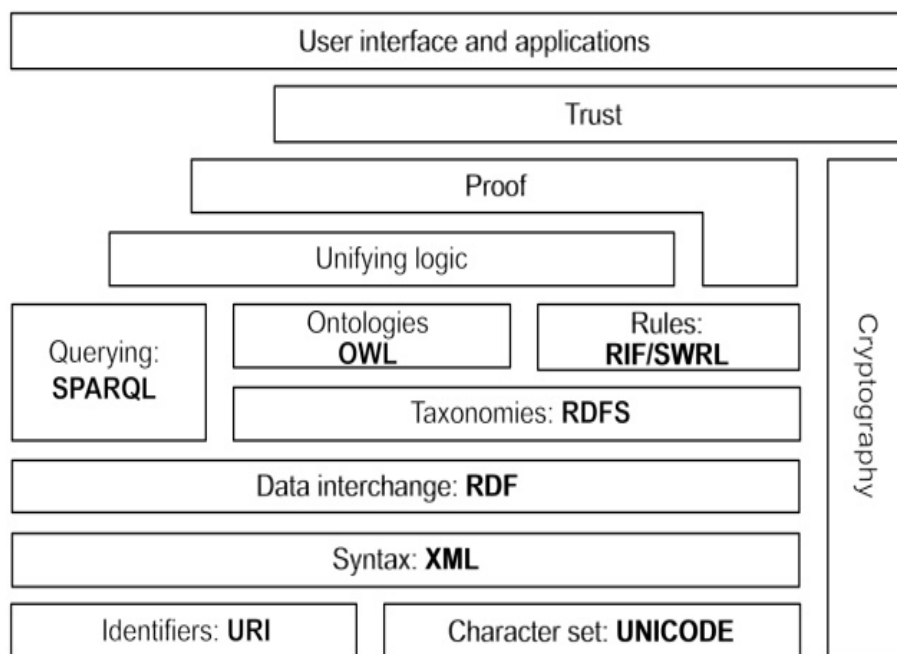 User interface and applications
Trust
Proof
Unifying logic
Querying:
SPARQL
Ontologies
OWL
Rules:
RIF/SWRL
Taxonomies: RDFS
Data interchange: RDF
Syntax: XML
Identifiers: URI
Character set: UNICODE
Cryptography